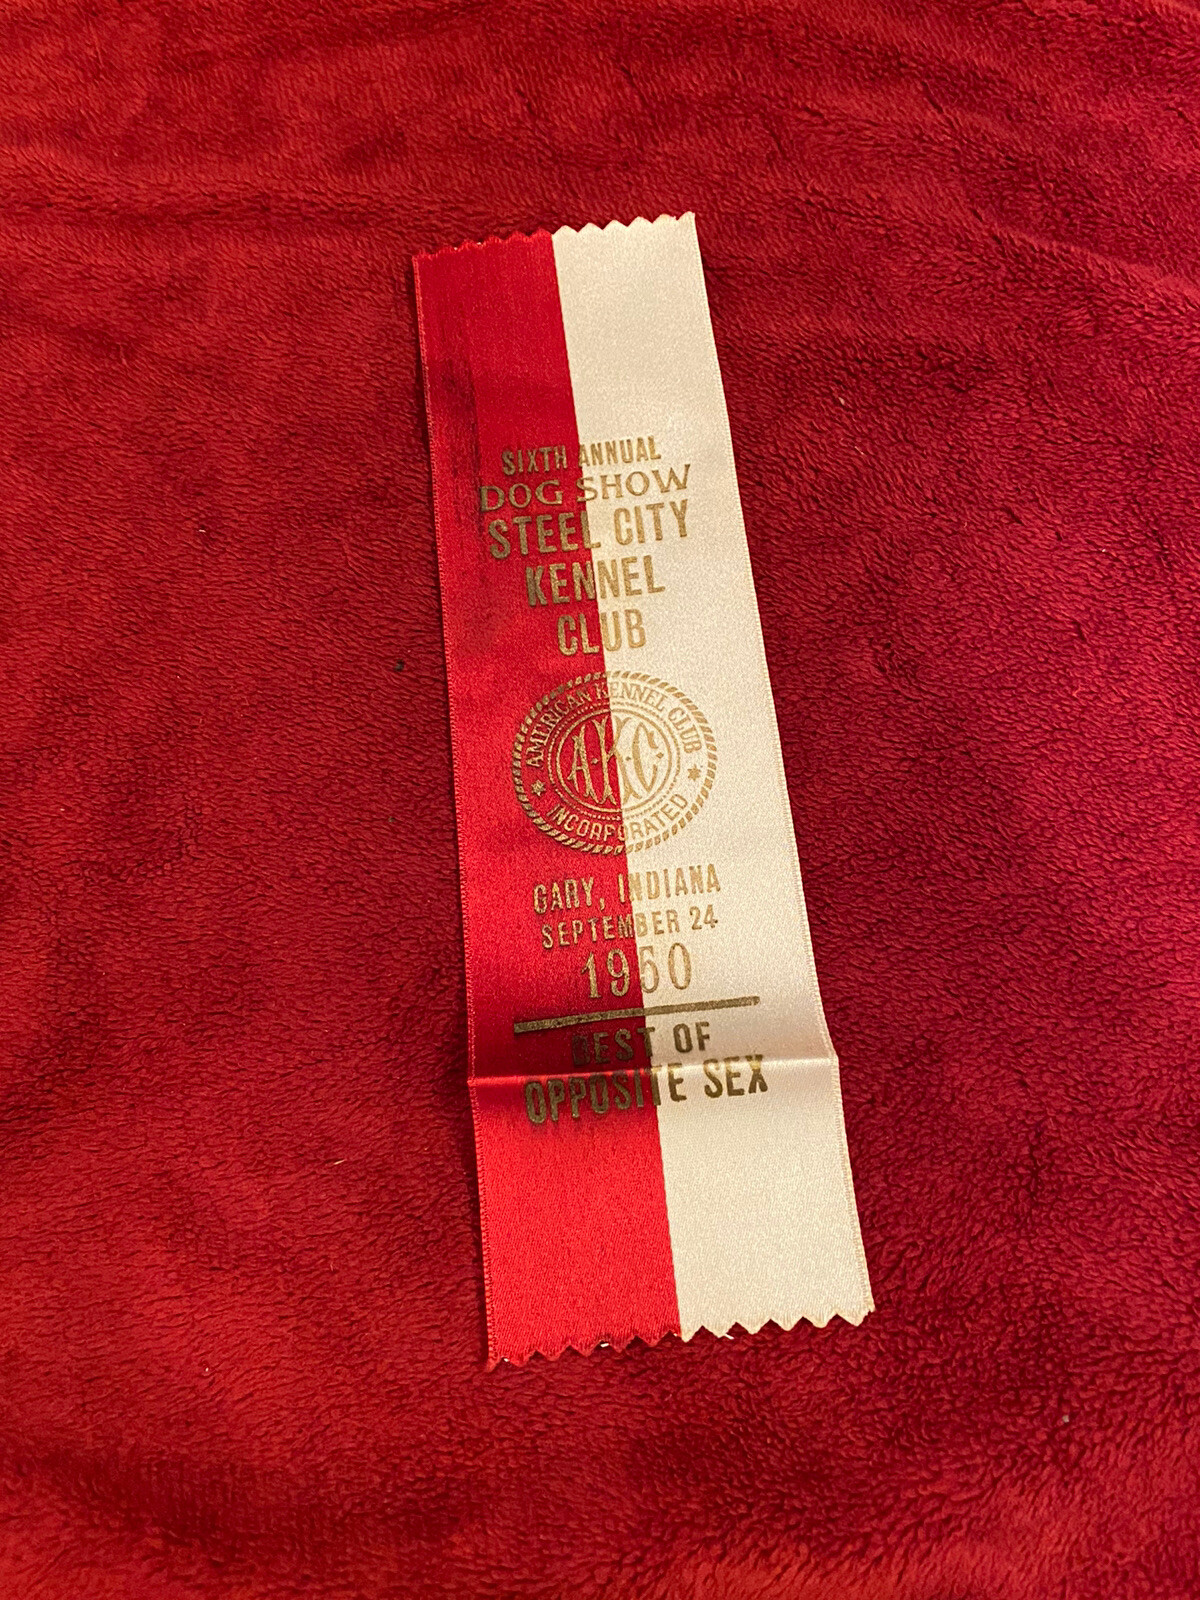 SIXTH ANNUAL
DOG SHOW
STEEL CITY
KENNEL
CLUB
AMERICAN KENNEL CLUB
A·K·C·
INCORPORATED
GARY, INDIANA
SEPTEMBER 24
1950
BEST OF
OPPOSITE SEX